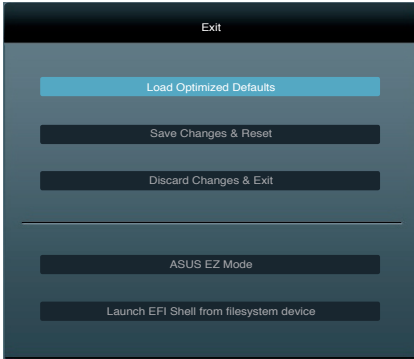 Exit
Load Optimized Defaults
Save Changes & Reset
Discard Changes & Exit
ASUS EZ Mode
Launch EFI Shell from filesystem device